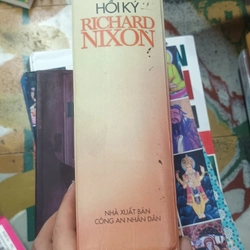 HỒI KÝ
RICHARD
NIXON
NHÀ XUẤT BẢN
CÔNG AN NHÂN DÂN